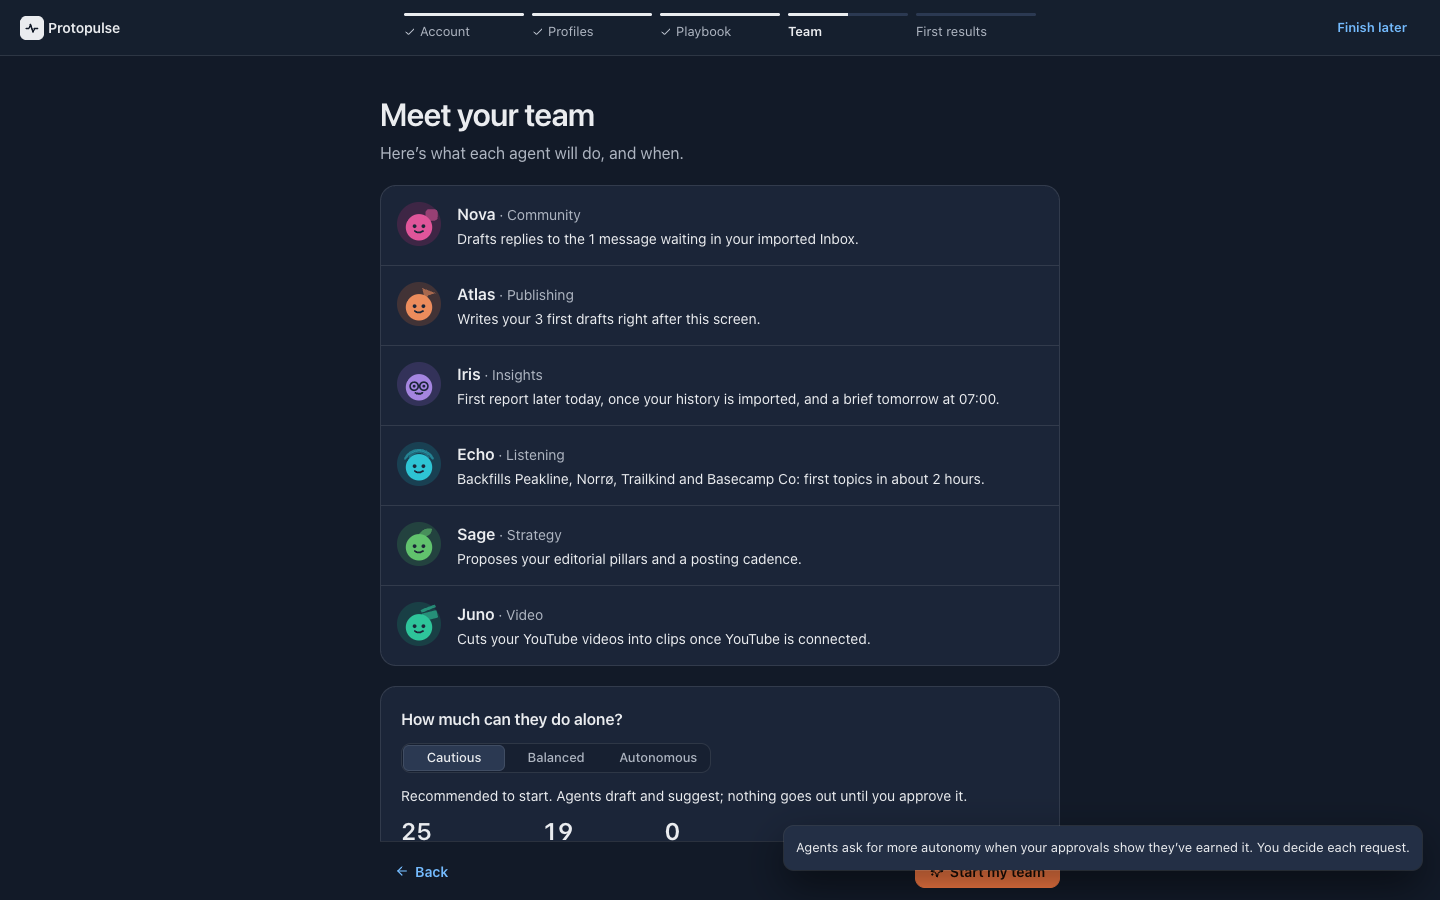 Protopulse
Account
Profiles
Playbook
Team
First results
Finish later
Meet your team
Here’s what each agent will do, and when.
Nova · Community
Drafts replies to the 1 message waiting in your imported Inbox.
Atlas · Publishing
Writes your 3 first drafts right after this screen.
Iris · Insights
First report later today, once your history is imported, and a brief tomorrow at 07:00.
Echo · Listening
Backfills Peakline, Norrø, Trailkind and Basecamp Co: first topics in about 2 hours.
Sage · Strategy
Proposes your editorial pillars and a posting cadence.
Juno · Video
Cuts your YouTube videos into clips once YouTube is connected.
How much can they do alone?
Cautious
Balanced
Autonomous
Recommended to start. Agents draft and suggest; nothing goes out until you approve it.
25
19
0
Agents ask for more autonomy when your approvals show they’ve earned it. You decide each request.
Back
Start my team